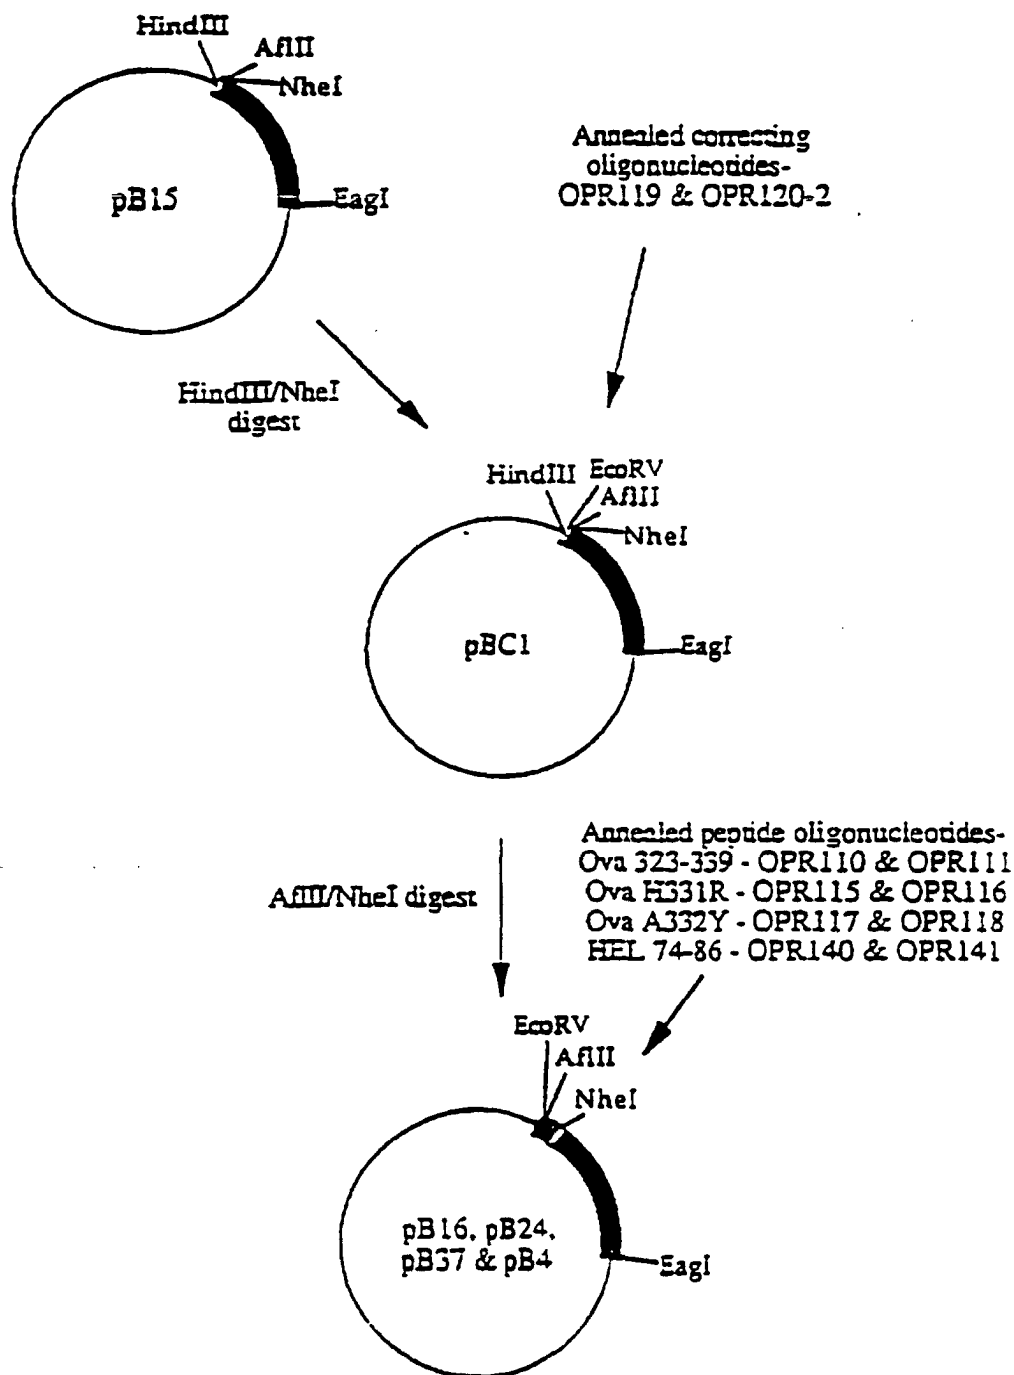 HindIII
AflII
NheI
pB15
EagI
Annealed correcting
oligonucleotides-
OPR119 & OPR120-2
HindIII/NheI
digest
HindIII
EcoRV
AflII
NheI
pBC1
EagI
Annealed peptide oligonucleotides-
Ova 323-339 - OPR110 & OPR111
Ova H331R - OPR115 & OPR116
Ova A332Y - OPR117 & OPR118
HEL 74-86 - OPR140 & OPR141
AflII/NheI digest
EcoRV
AflII
NheI
pB16, pB24,
pB37 & pB4
EagI